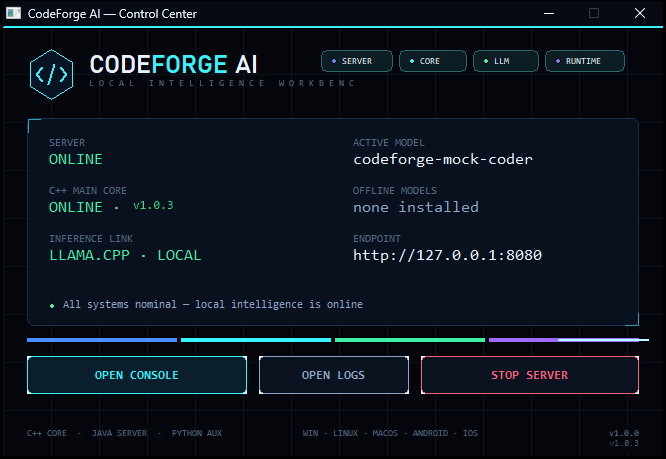 CodeForge AI — Control Center
CODEFORGE AI
LOCAL INTELLIGENCE WORKBENC
SERVER
CORE
LLM
RUNTIME
SERVER
ONLINE
ACTIVE MODEL
codeforge-mock-coder
C++ MAIN CORE
ONLINE · v1.0.3
OFFLINE MODELS
none installed
INFERENCE LINK
LLAMA.CPP · LOCAL
ENDPOINT
http://127.0.0.1:8080
All systems nominal — local intelligence is online
OPEN CONSOLE
OPEN LOGS
STOP SERVER
C++ CORE · JAVA SERVER · PYTHON AUX
WIN · LINUX · MACOS · ANDROID · IOS
v1.0.0
v1.0.3